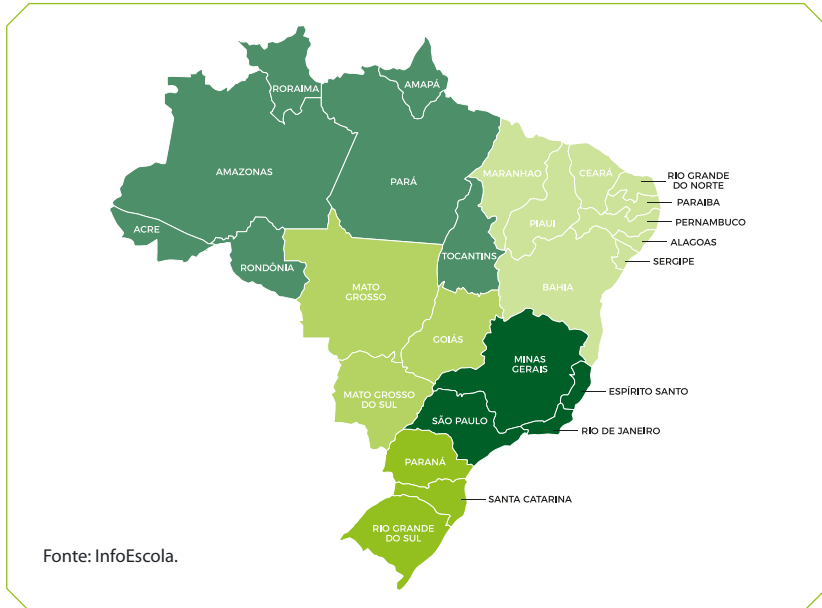 RORAIMA
AMAPÁ
AMAZONAS
PARÁ
MARANHAO
CEARÁ
RIO GRANDE
DO NORTE
PARAIBA
PIAUI
PERNAMBUCO
ACRE
ALAGOAS
RONDÔNIA
TOCANTINS
SERGIPE
MATO
GROSSO
BAHIA
GOIÁS
MINAS
GERAIS
MATO GROSSO
DO SUL
ESPÍRITO SANTO
SÃO PAULO
RIO DE JANEIRO
PARANÁ
SANTA CATARINA
RIO GRANDE
DO SUL
Fonte: InfoEscola.